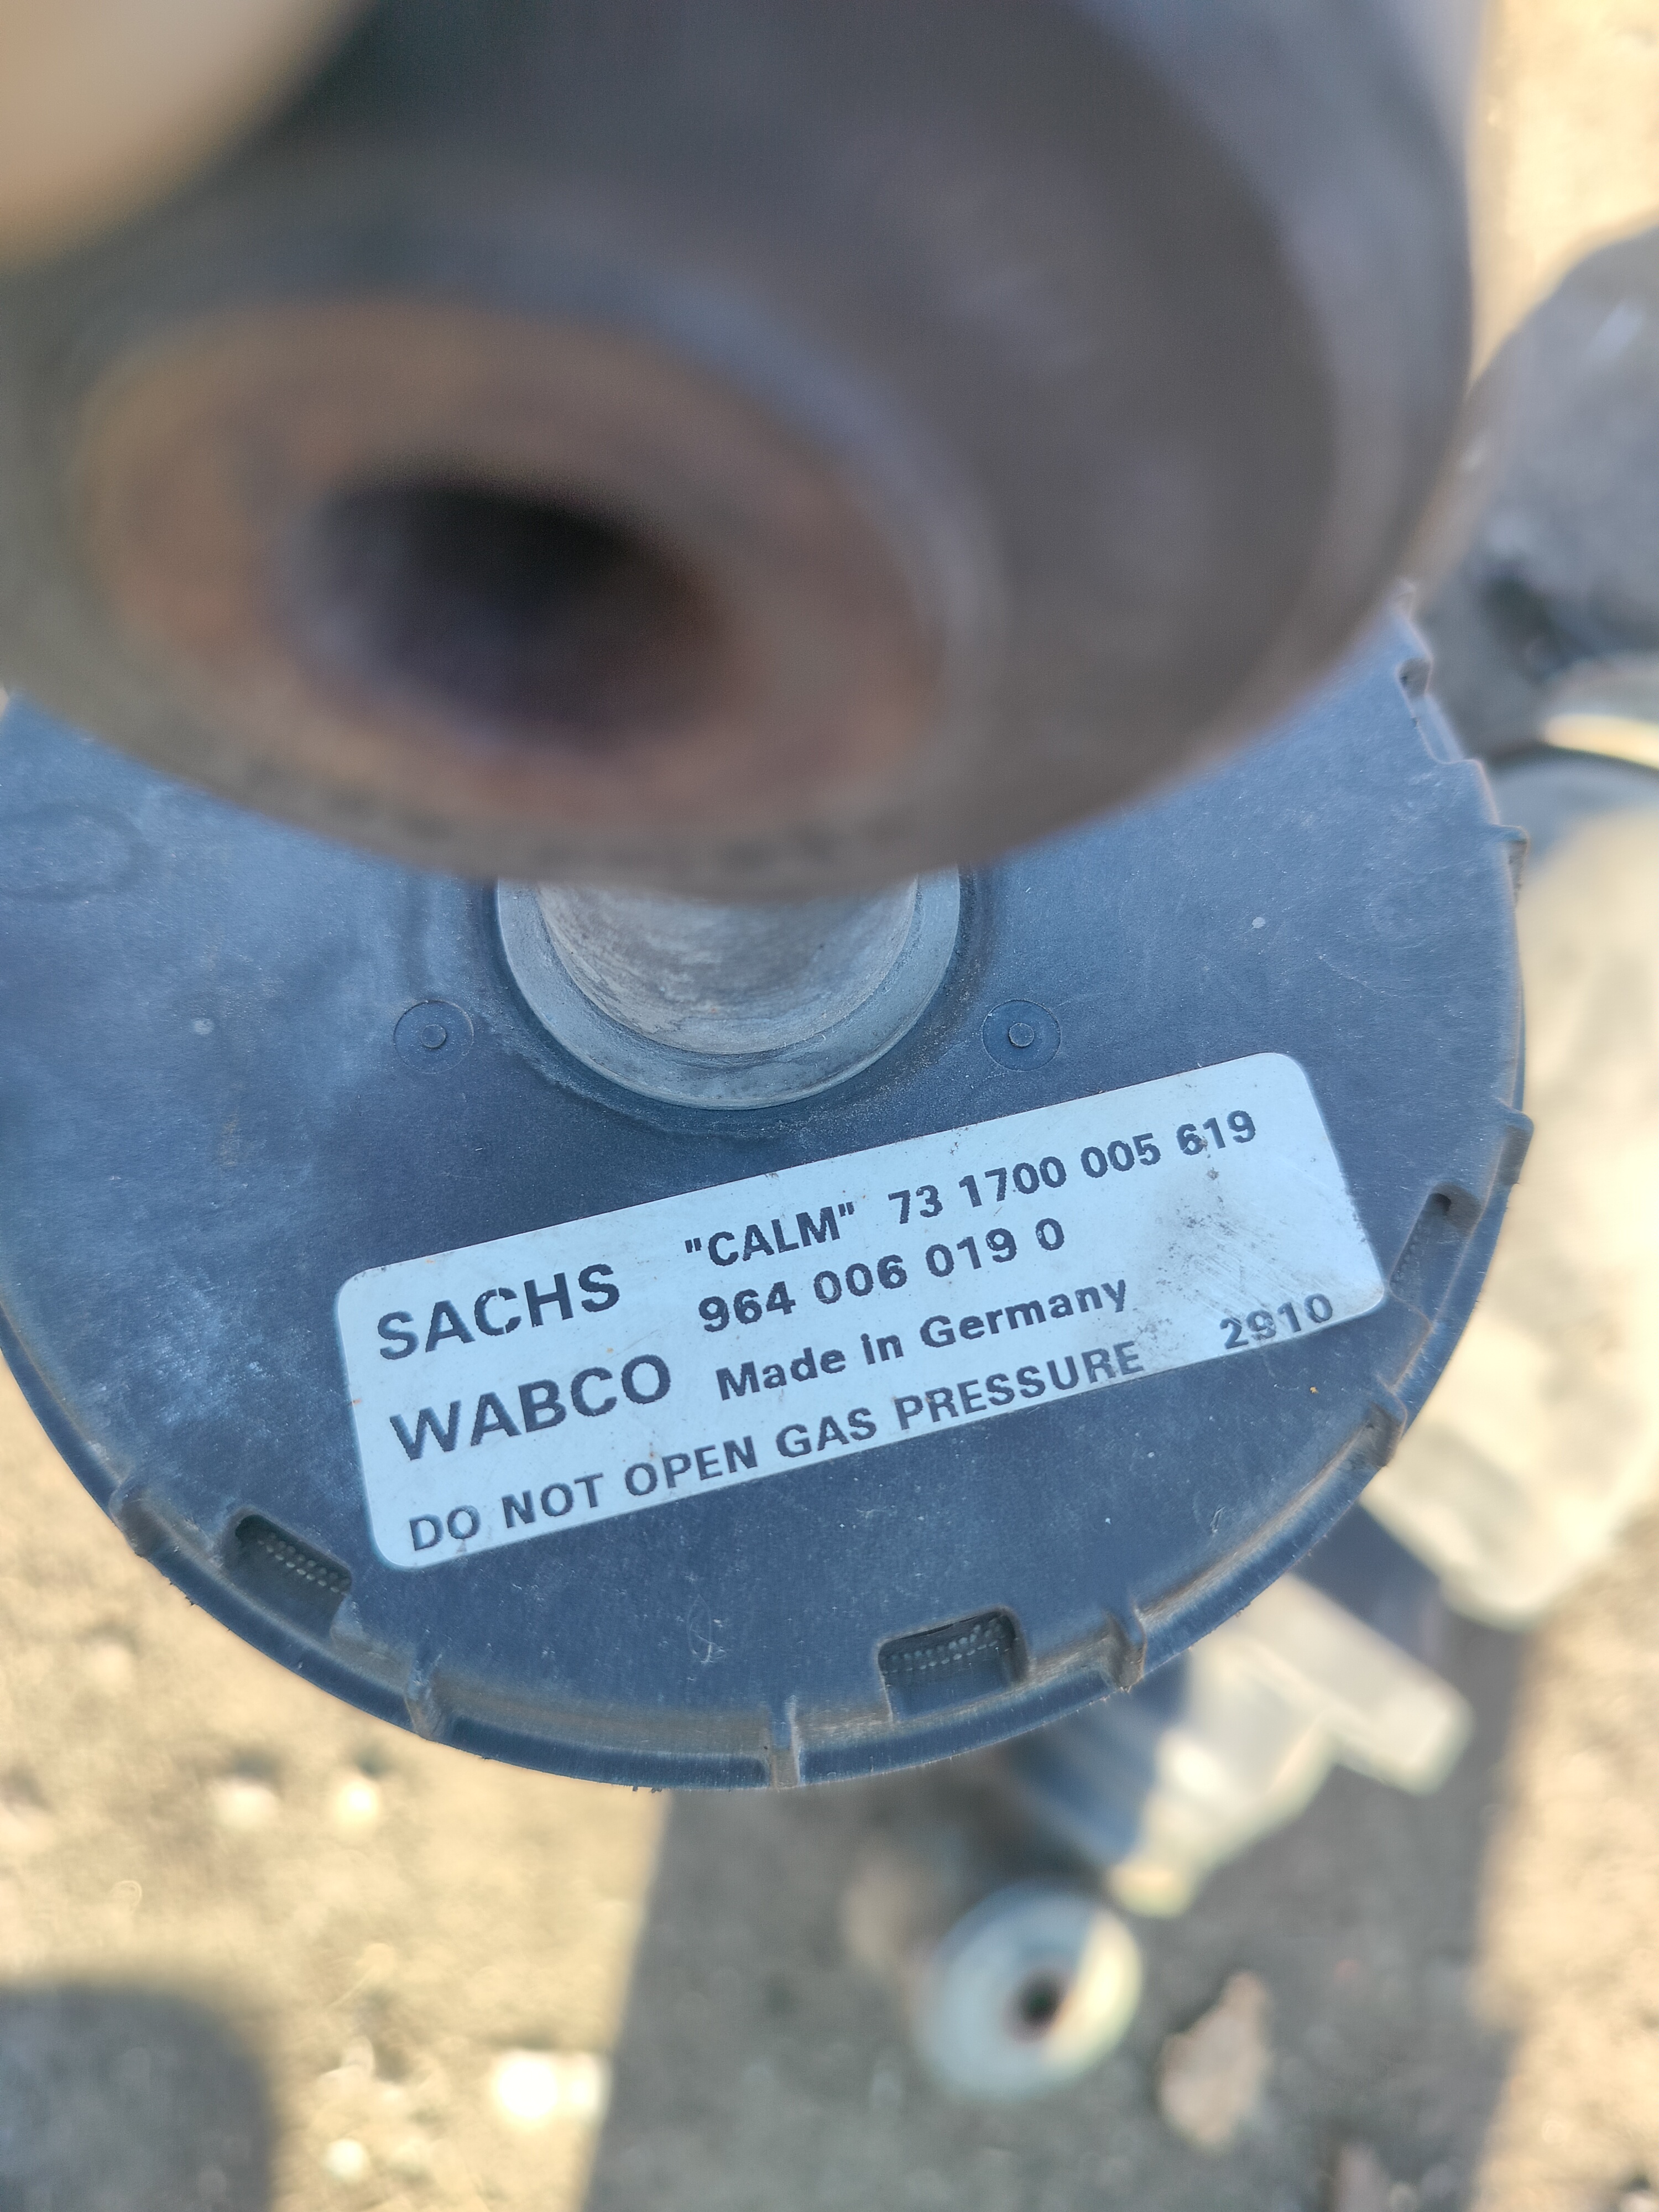 SACHS "CALM" 73 1700 005 619
964 006 019 0
WABCO Made in Germany
DO NOT OPEN GAS PRESSURE 2910